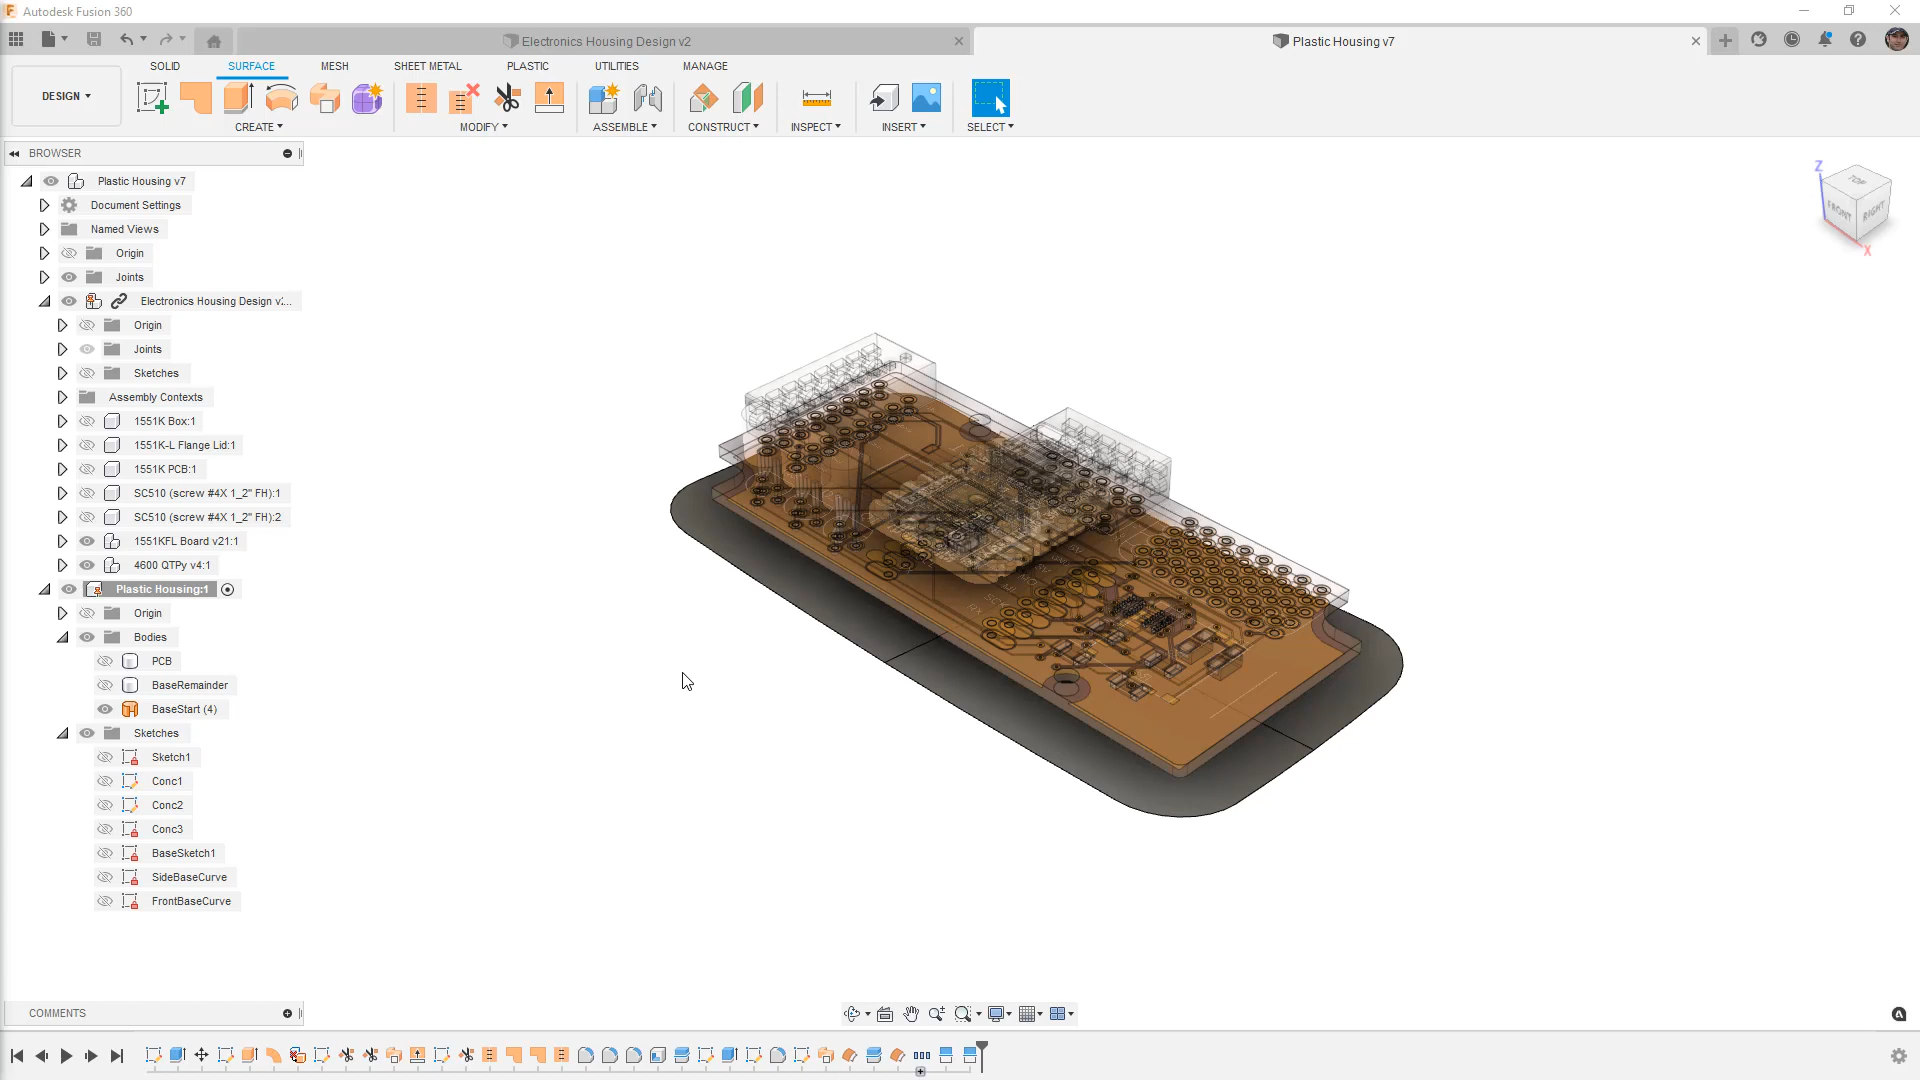 Autodesk Fusion 360
Electronics Housing Design v2
Plastic Housing v7
SOLID
SURFACE
MESH
SHEET METAL
PLASTIC
UTILITIES
MANAGE
DESIGN
CREATE
MODIFY
ASSEMBLE
CONSTRUCT
INSPECT
INSERT
SELECT
BROWSER
Plastic Housing v7
Document Settings
Named Views
Origin
Joints
Electronics Housing Design v:...
Origin
Joints
Sketches
Assembly Contexts
1551K Box:1
1551K-L Flange Lid:1
1551K PCB:1
SC510 (screw #4X 1_2" FH):1
SC510 (screw #4X 1_2" FH):2
1551KFL Board v21:1
4600 QTPy v4:1
Plastic Housing:1
Origin
Bodies
PCB
BaseRemainder
BaseStart (4)
Sketches
Sketch1
Conc1
Conc2
Conc3
BaseSketch1
SideBaseCurve
FrontBaseCurve
Z
TOP
FRONT
RIGHT
X
COMMENTS